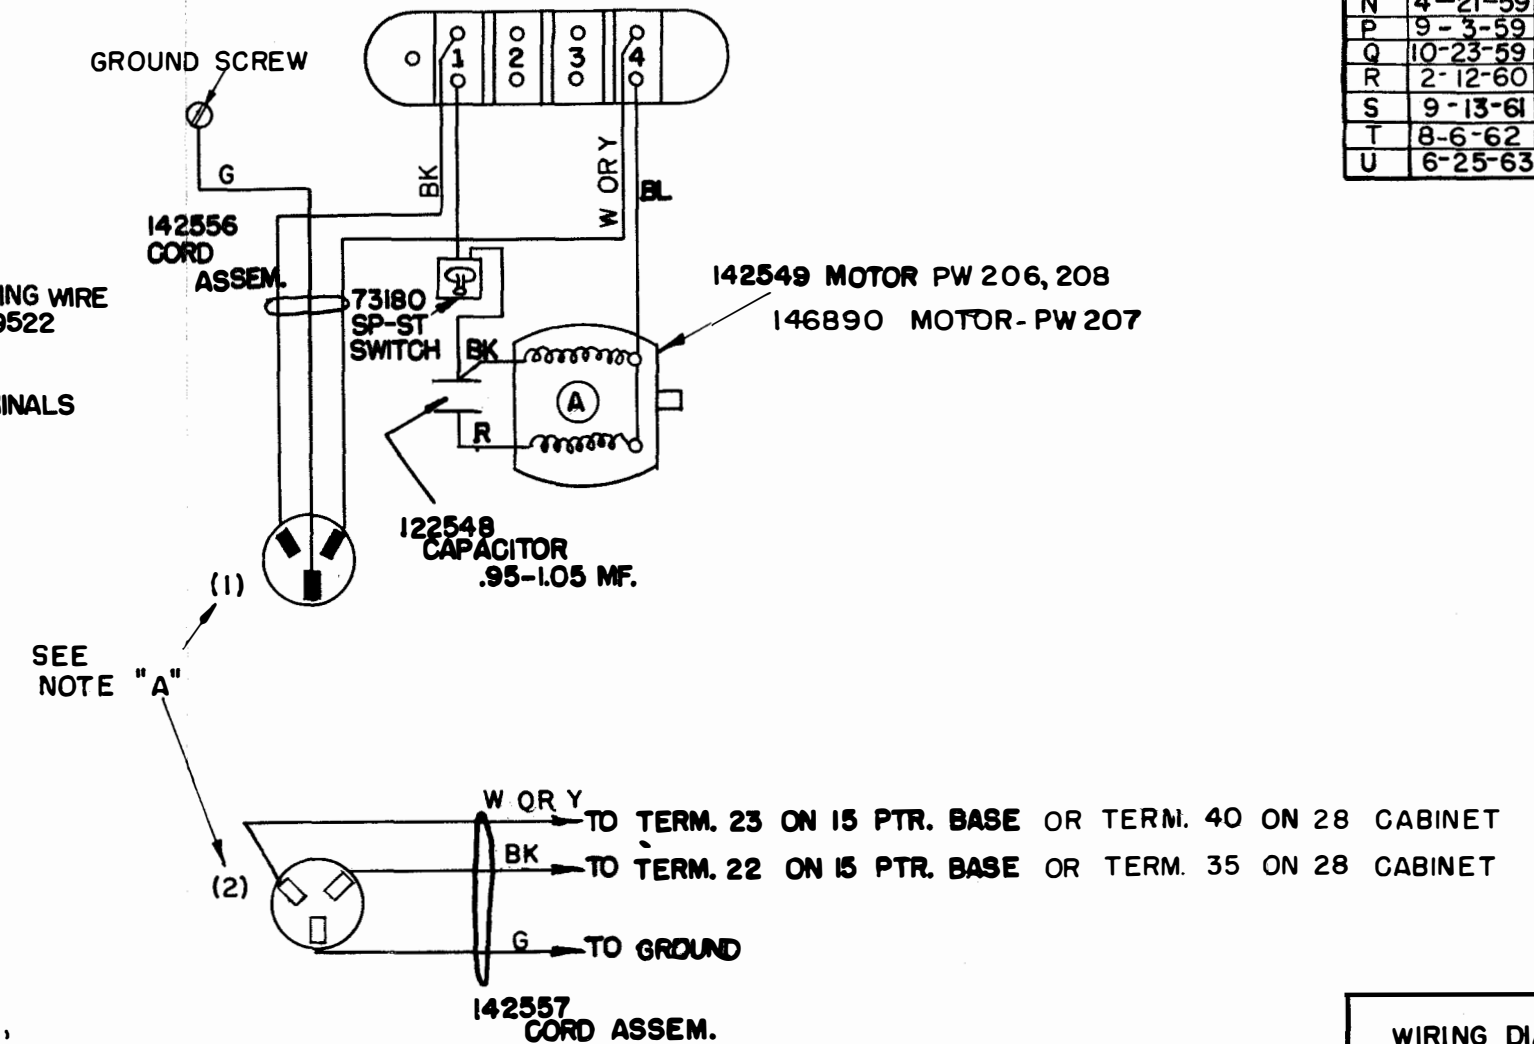 N 4-21-59
P 9-3-59
Q 10-23-59
R 2-12-60
S 9-13-61
T 8-6-62
U 6-25-63
GROUND SCREW
1 2 3 4
G
BK
W OR Y
BL
142556
CORD
ASSEM.
WIRE
73180
SP-ST
SWITCH
142549 MOTOR PW 206, 208
146890 MOTOR-PW 207
BK
A
R
122548
CAPACITOR
.95-1.05 MF.
(1)
SEE
NOTE "A"
(2)
W OR Y TO TERM. 23 ON 15 PTR. BASE OR TERM. 40 ON 28 CABINET
BK TO TERM. 22 ON 15 PTR. BASE OR TERM. 35 ON 28 CABINET
G TO GROUND
142557
CORD ASSEM.
WIRING